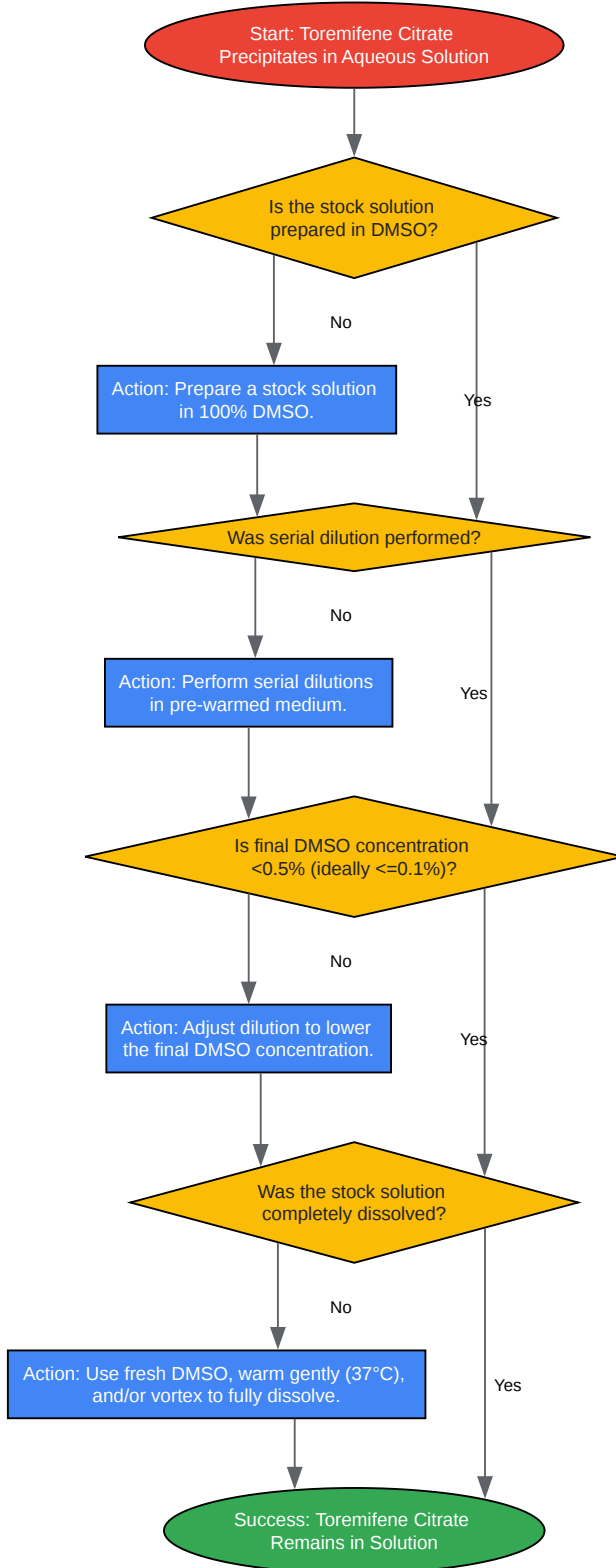 Start: Toremifene Citrate
Precipitates in Aqueous Solution
Is the stock solution
prepared in DMSO?
No
Action: Prepare a stock solution
in 100% DMSO.
Yes
Was serial dilution performed?
No
Action: Perform serial dilutions
in pre-warmed medium.
Yes
Is final DMSO concentration
<0.5% (ideally <=0.1%)?
No
Action: Adjust dilution to lower
the final DMSO concentration.
Yes
Was the stock solution
completely dissolved?
No
Action: Use fresh DMSO, warm gently (37°C),
and/or vortex to fully dissolve.
Yes
Success: Toremifene Citrate
Remains in Solution